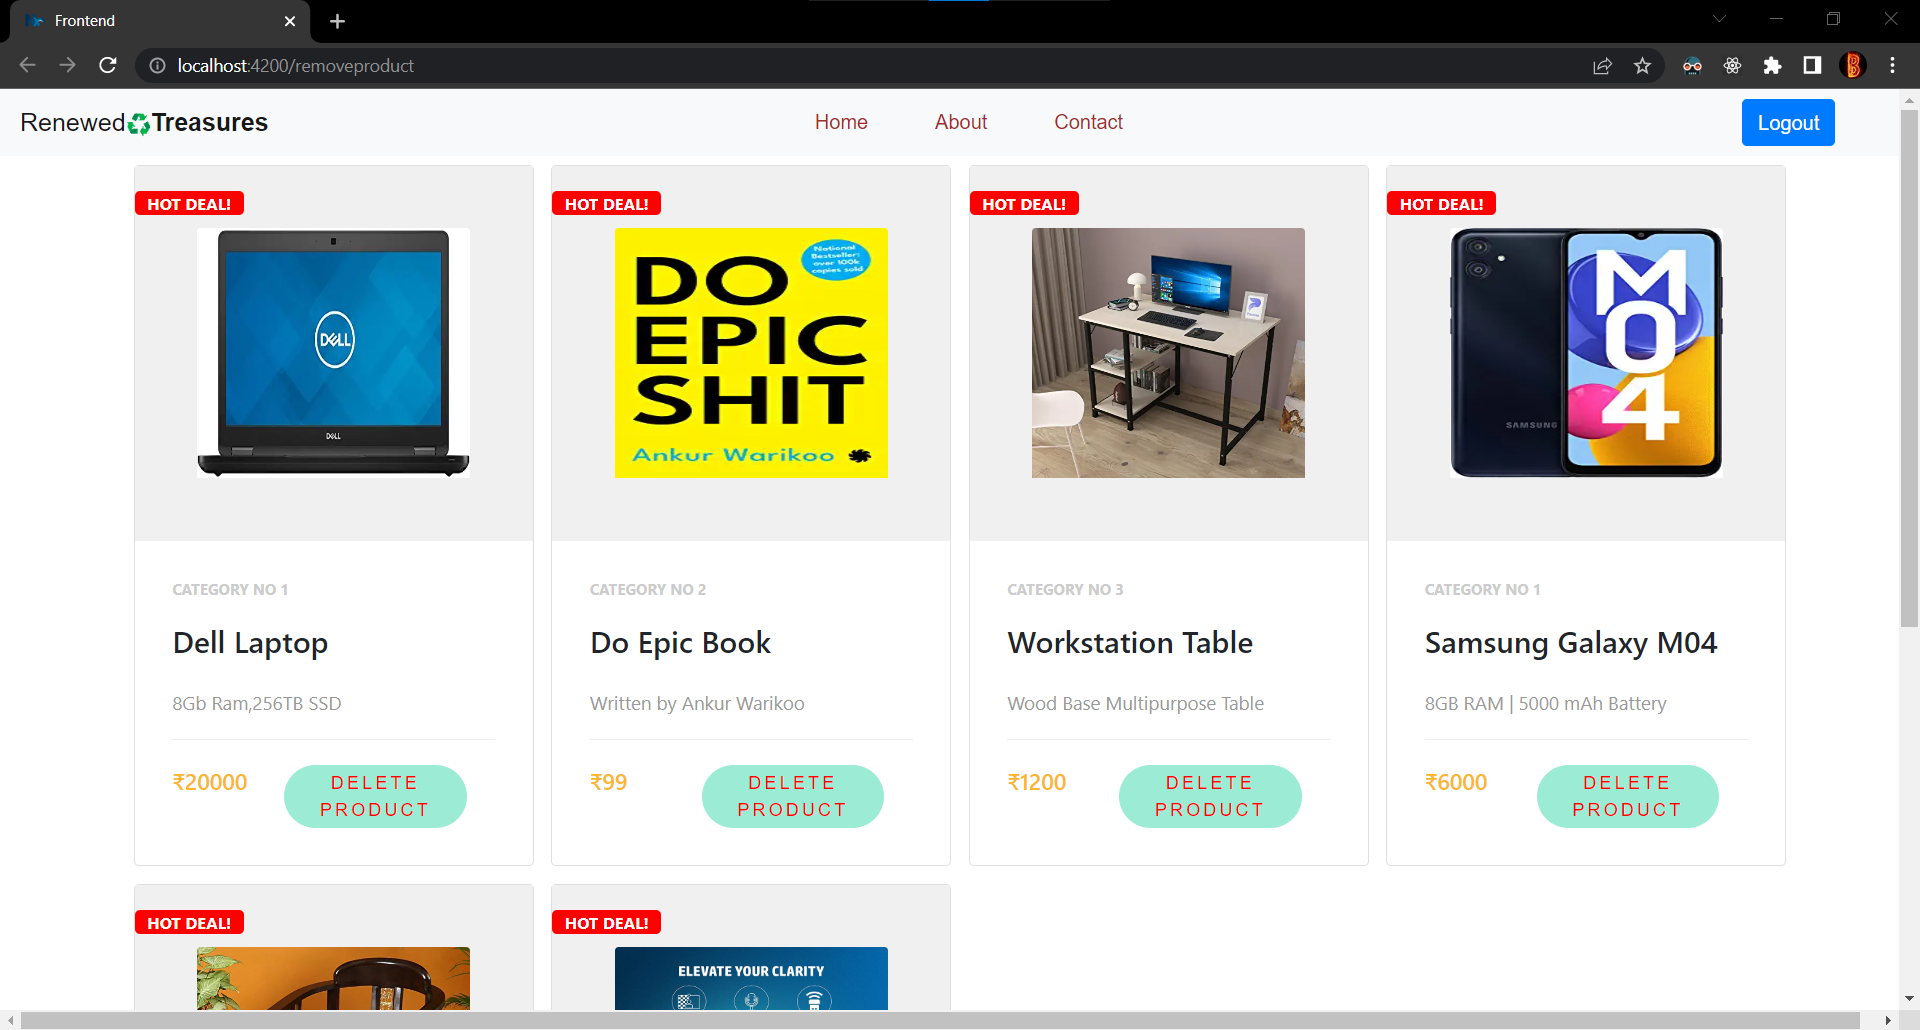 Frontend
localhost:4200/removeproduct
Renewed♻Treasures
Home
About
Contact
Logout
HOT DEAL!
HOT DEAL!
HOT DEAL!
HOT DEAL!
DELL
DELL
National
Bestseller:
over 100k
copies sold
DO
EPIC
SHIT
Ankur Warikoo
SAMSUNG
M
0
4
CATEGORY NO 1
Dell Laptop
8Gb Ram,256TB SSD
₹20000
DELETE
PRODUCT
CATEGORY NO 2
Do Epic Book
Written by Ankur Warikoo
₹99
DELETE
PRODUCT
CATEGORY NO 3
Workstation Table
Wood Base Multipurpose Table
₹1200
DELETE
PRODUCT
CATEGORY NO 1
Samsung Galaxy M04
8GB RAM | 5000 mAh Battery
₹6000
DELETE
PRODUCT
HOT DEAL!
HOT DEAL!
ELEVATE YOUR CLARITY